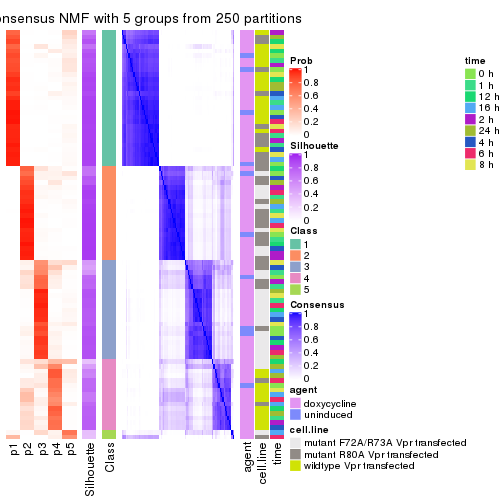 onsensus NMF with 5 groups from 250 partitions
Prob
1
0.8
0.6
0.4
0.2
0
Silhouette
1
0.8
0.6
0.4
0.2
0
Class
1
2
3
4
5
Consensus
1
0.8
0.6
0.4
0.2
0
agent
doxycycline
uninduced
cell.line
mutant F72A/R73A Vpr transfected
mutant R80A Vpr transfected
wildtype Vpr transfected
time
0 h
1 h
12 h
16 h
2 h
24 h
4 h
6 h
8 h
p1
p2
p3
p4
p5
Silhouette
Class
agent
cell.line
time